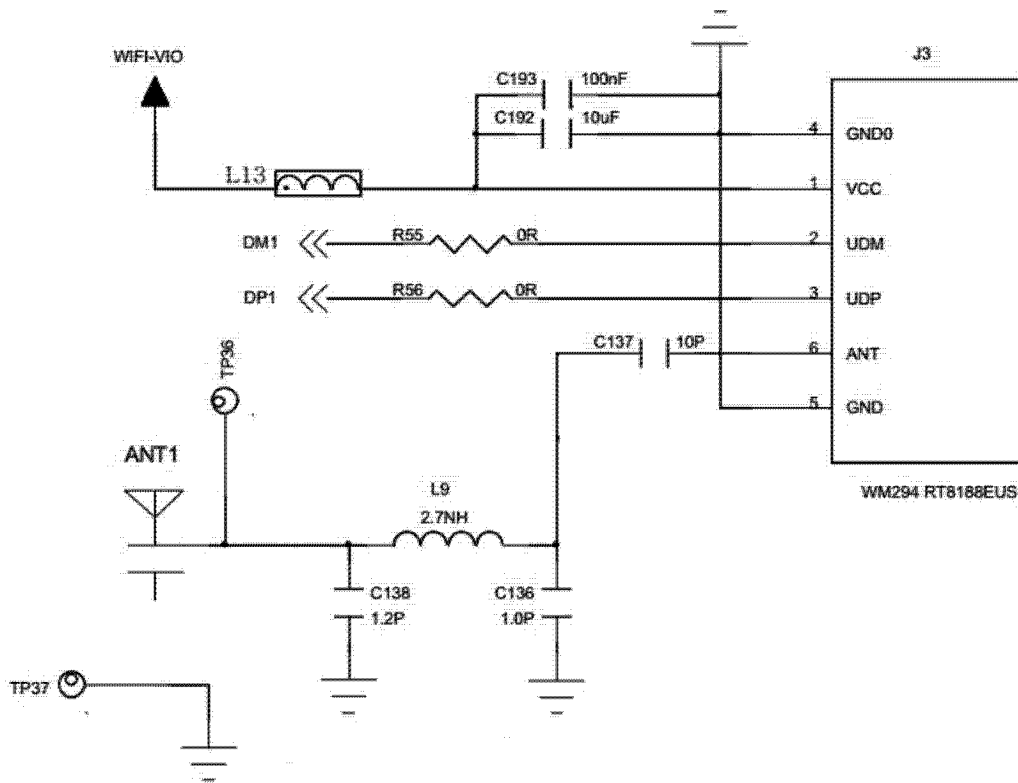 J3
WIFI-VIO
C193 100nF
C192 10uF
4 GND0
L13
1 VCC
DM1 R55 0R 2 UDM
DP1 R56 0R 3 UDP
C137 10P 6 ANT
TP36
5 GND
ANT1
L9
2.7NH
WM294 RT8188EUS
C138
1.2P
C136
1.0P
TP37